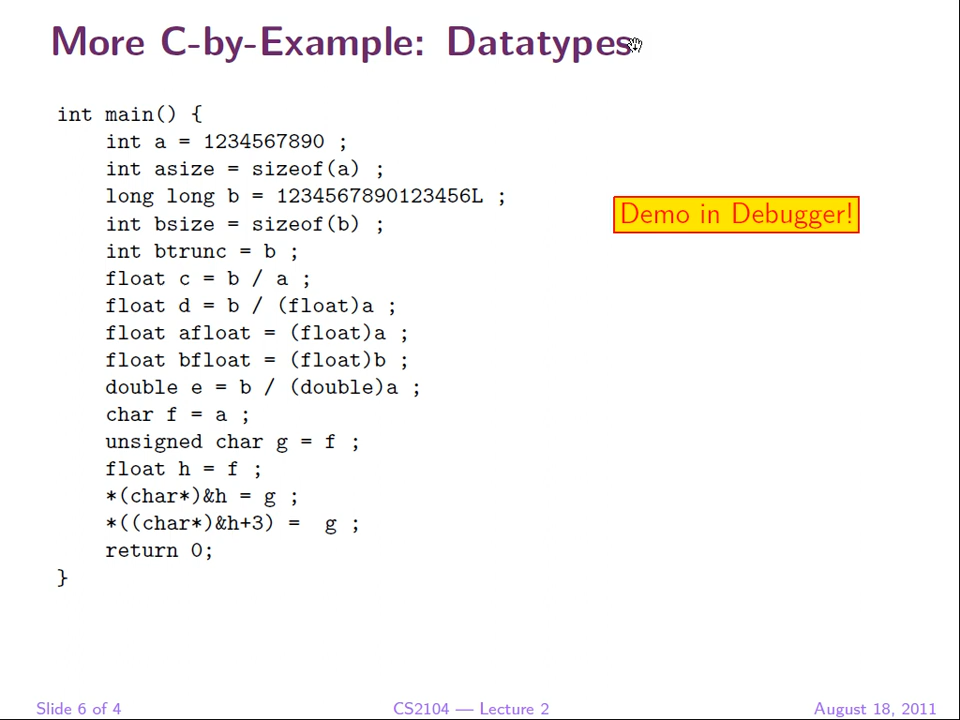 More C-by-Example: Datatypes
int main() {
int a = 1234567890 ;
int asize = sizeof(a) ;
long long b = 1234567890123456L ;
Demo in Debugger!
int bsize = sizeof(b) ;
int btrunc = b ;
float c = b / a ;
float d = b / (float)a ;
float afloat = (float)a ;
float bfloat = (float)b ;
double e = b / (double)a ;
char f = a ;
unsigned char g = f ;
float h = f ;
*(char*)&h = g ;
*((char*)&h+3) =  g ;
return 0;
}
Slide 6 of 4 CS2104 — Lecture 2 August 18, 2011